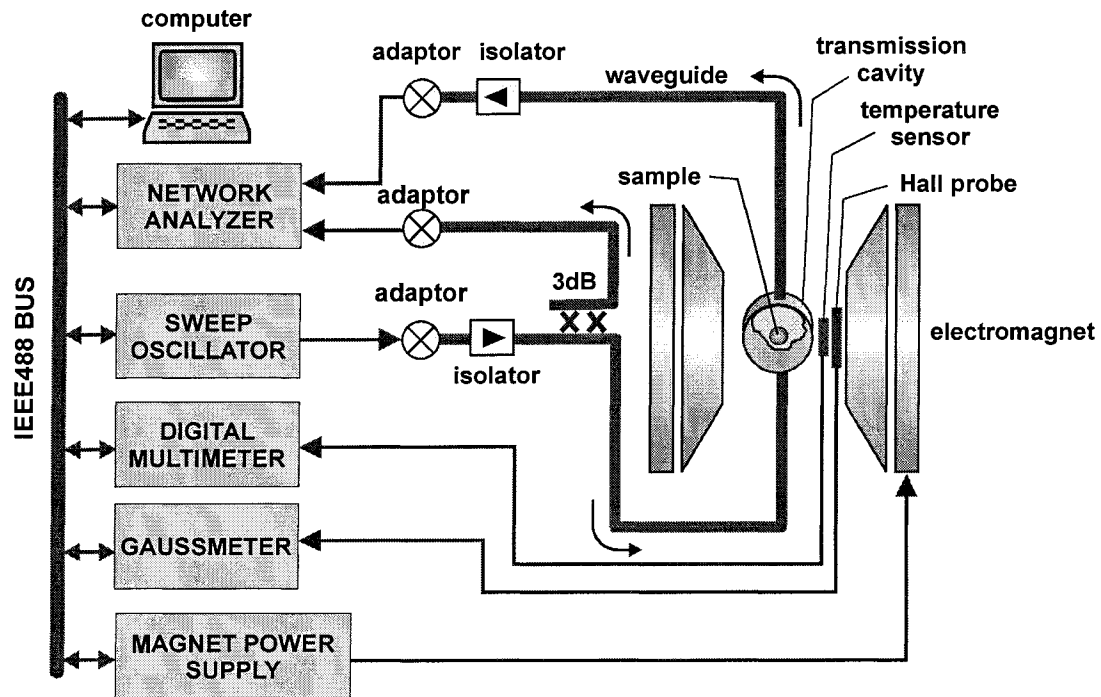 computer
adaptor
isolator
waveguide
transmission
cavity
temperature
sensor
Hall probe
sample
NETWORK
ANALYZER
adaptor
3dB
adaptor
SWEEP
OSCILLATOR
isolator
electromagnet
IEEE488 BUS
DIGITAL
MULTIMETER
GAUSSMETER
MAGNET POWER
SUPPLY